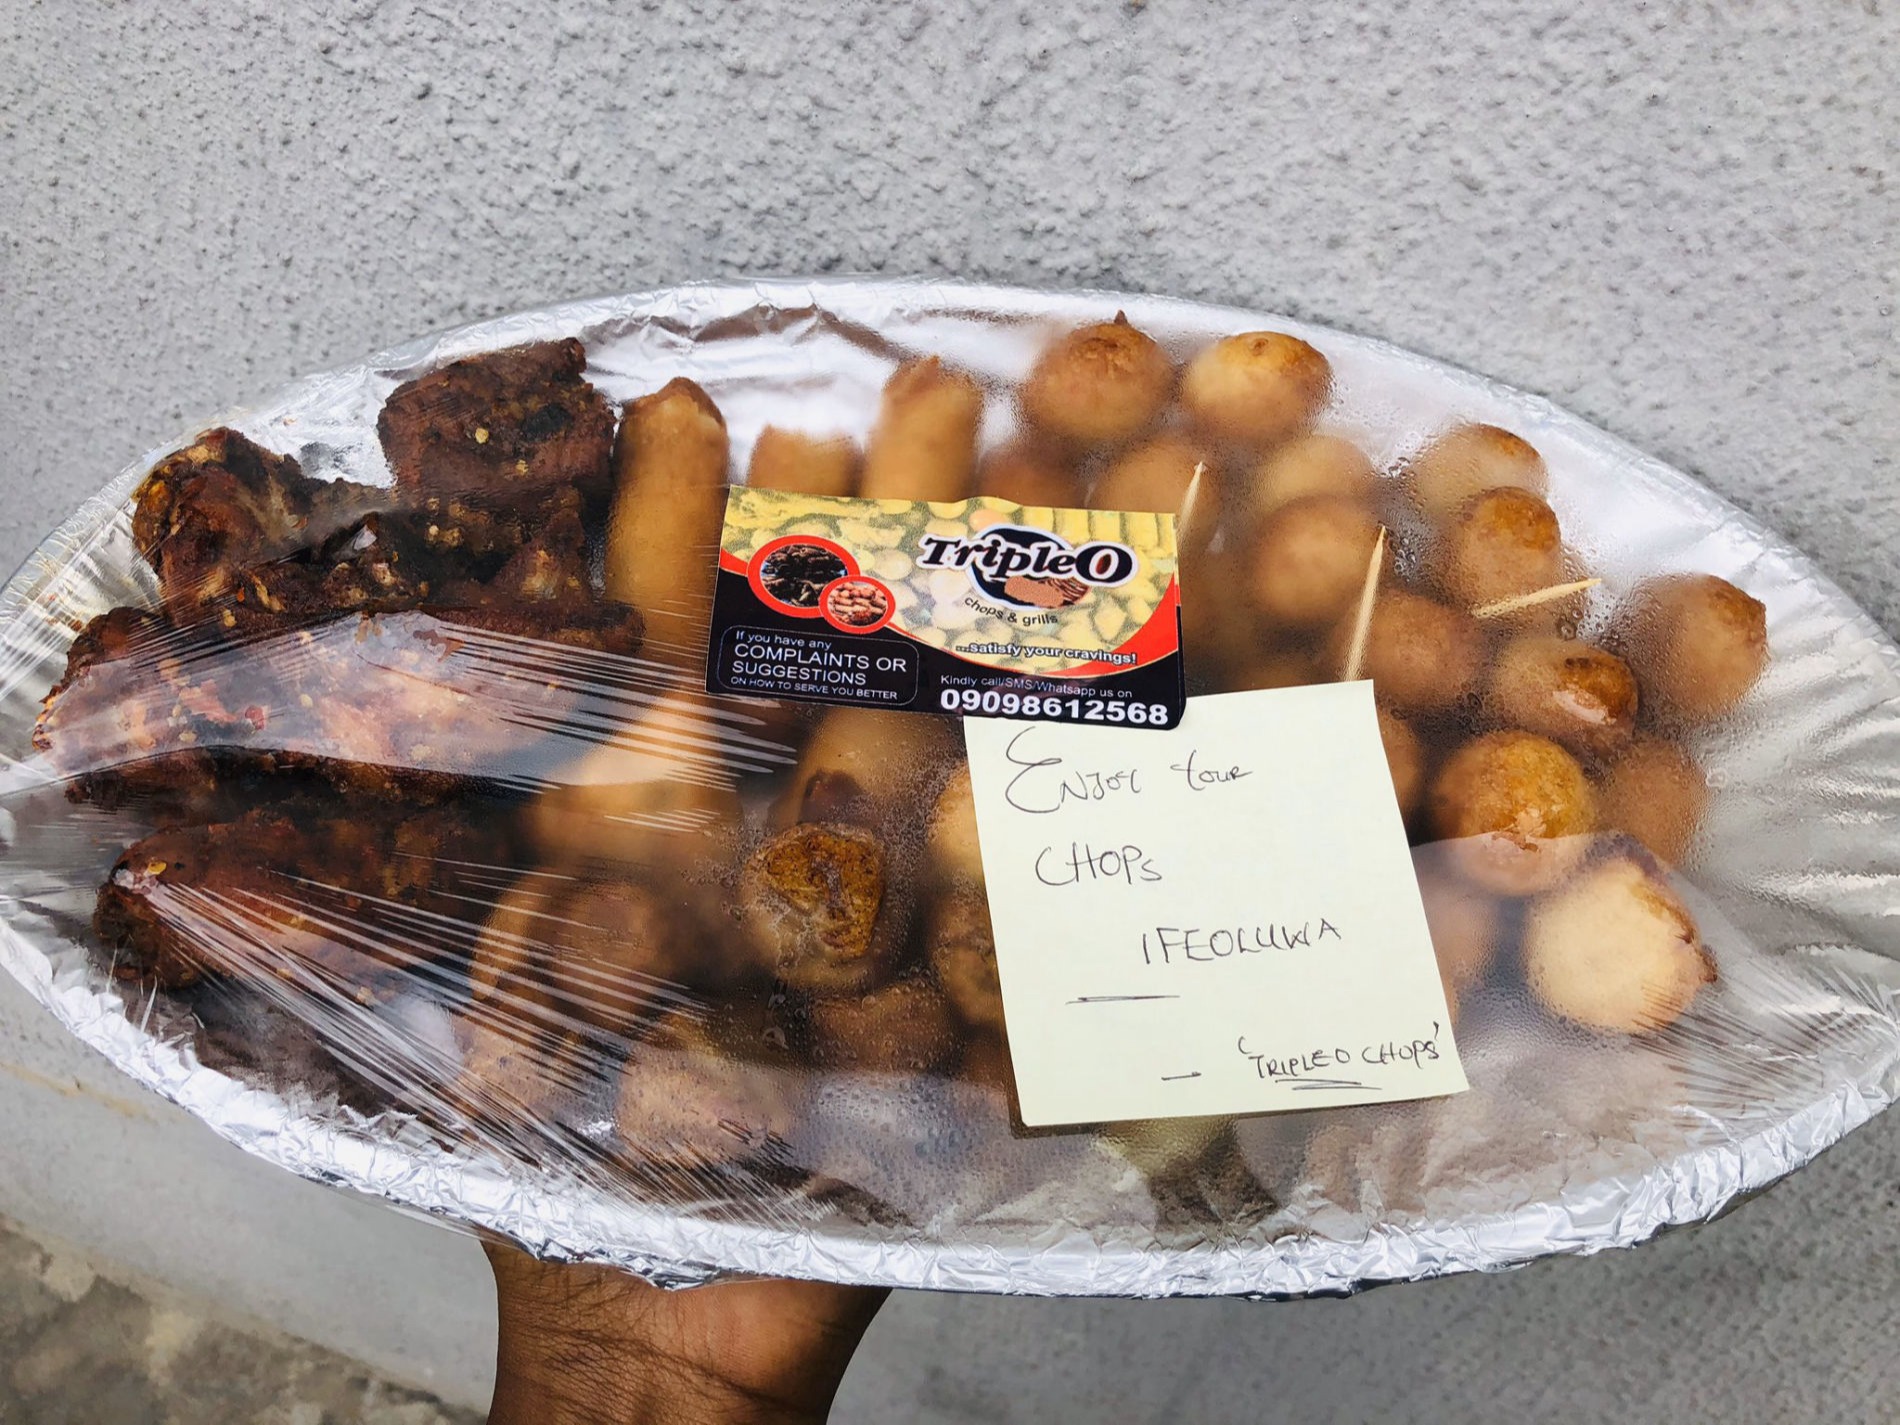 TripleO
chops & grills
...satisfy your cravings!
If you have any
COMPLAINTS OR
SUGGESTIONS
ON HOW TO SERVE YOU BETTER
Kindly call/SMS/Whatsapp us on
09098612568
ENJOY YOUR
CHOPs
IFEOLUWA
- 'TRIPLEO CHOPS'